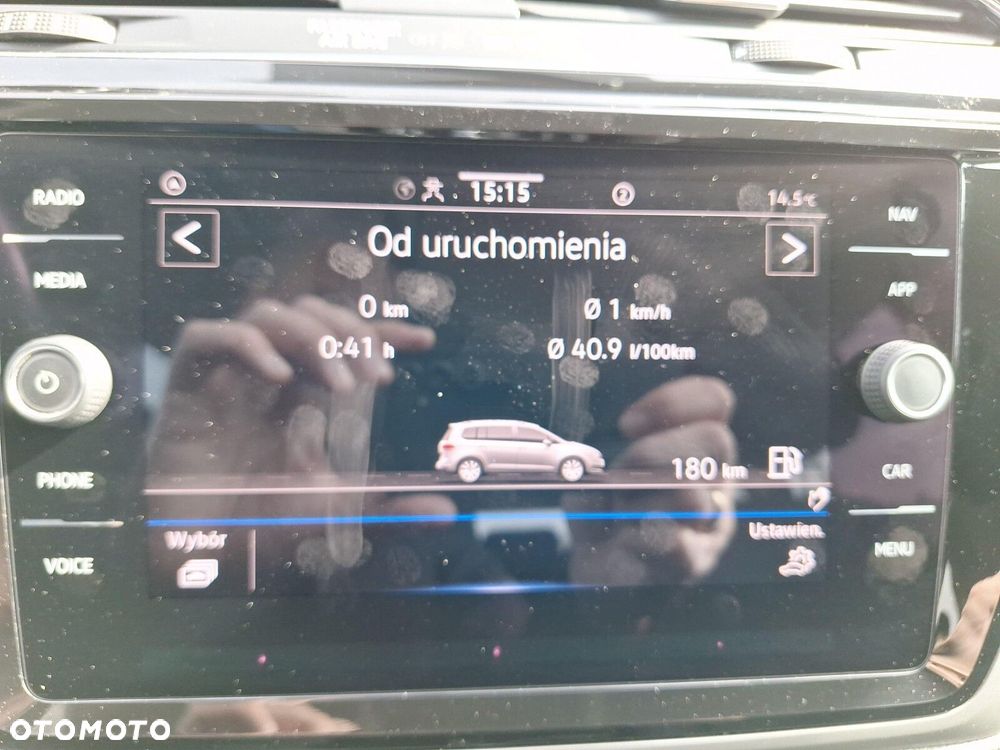 RADIO
MEDIA
PHONE
VOICE
15:15
2
14.5°C
<
Od uruchomienia
>
0 km
Ø 1 km/h
0:41 h
Ø 40.9 l/100km
180 km
Wybór
Ustawien.
NAV
APP
CAR
MENU
OTOMOTO